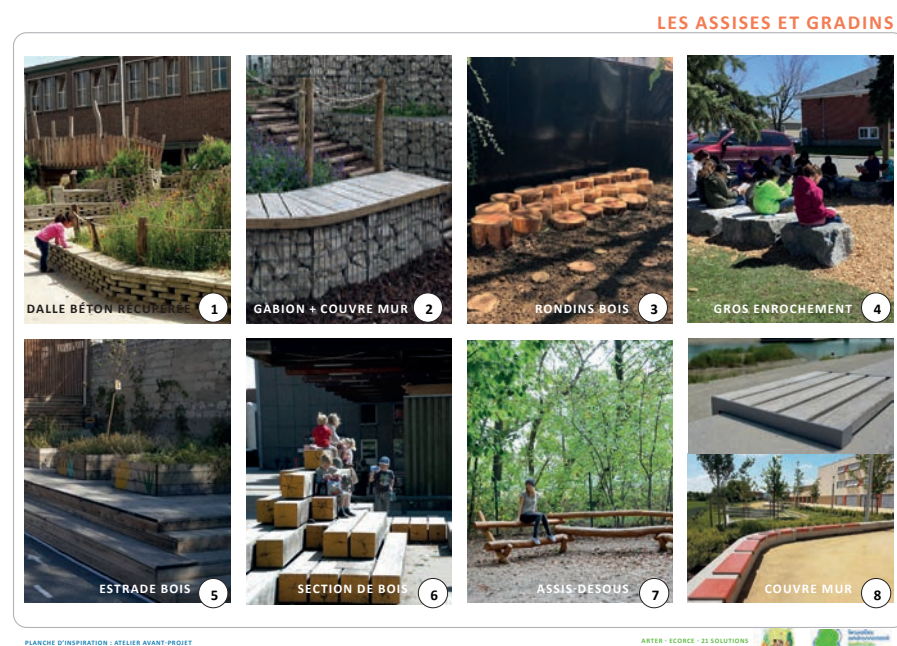 LES ASSISES ET GRADINS
DALLE BÉTON RÉCUPÉRÉE 1
GABION + COUVRE MUR 2
RONDINS BOIS 3
GROS ENROCHEMENT 4
ESTRADE BOIS 5
SECTION DE BOIS 6
ASSIS-DESOUS 7
COUVRE MUR 8
PLANCHE D'INSPIRATION : ATELIER AVANT-PROJET
ARTER - ECORCE - 21 SOLUTIONS
bruxelles
environnement